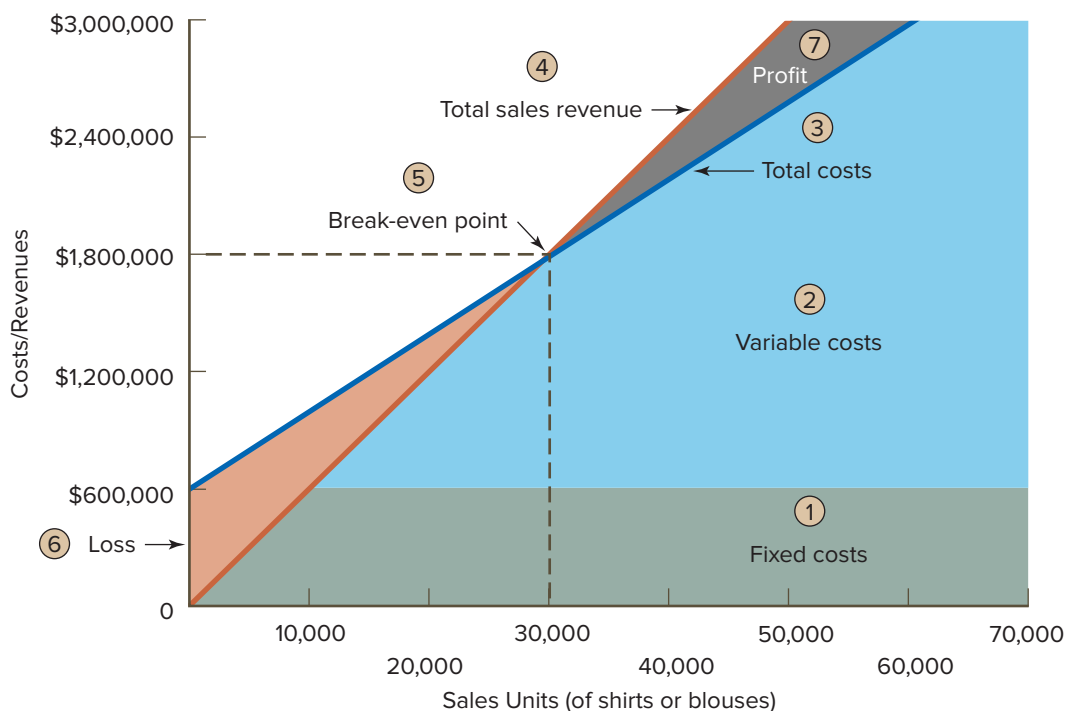 $3,000,000
7
4
Profit
Total sales revenue
3
$2,400,000
Total costs
5
Break-even point
$1,800,000
2
Variable costs
Costs/Revenues
$1,200,000
$600,000
1
6 Loss
Fixed costs
0
10,000 30,000 50,000 70,000
20,000 40,000 60,000
Sales Units (of shirts or blouses)